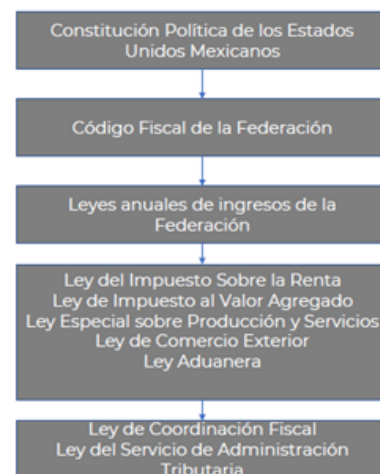 Constitución Política de los Estados
Unidos Mexicanos
Código Fiscal de la Federación
Leyes anuales de ingresos de la
Federación
Ley del Impuesto Sobre la Renta
Ley de Impuesto al Valor Agregado
Ley Especial sobre Producción y Servicios
Ley de Comercio Exterior
Ley Aduanera
Ley de Coordinación Fiscal
Ley del Servicio de Administración
Tributaria